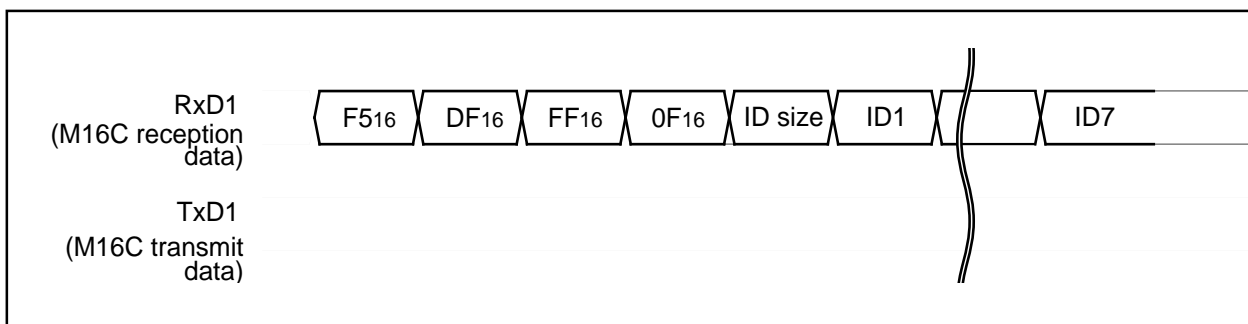 RxD1
(M16C reception
data)
F516 DF16 FF16 0F16 ID size ID1 ID7
TxD1
(M16C transmit
data)